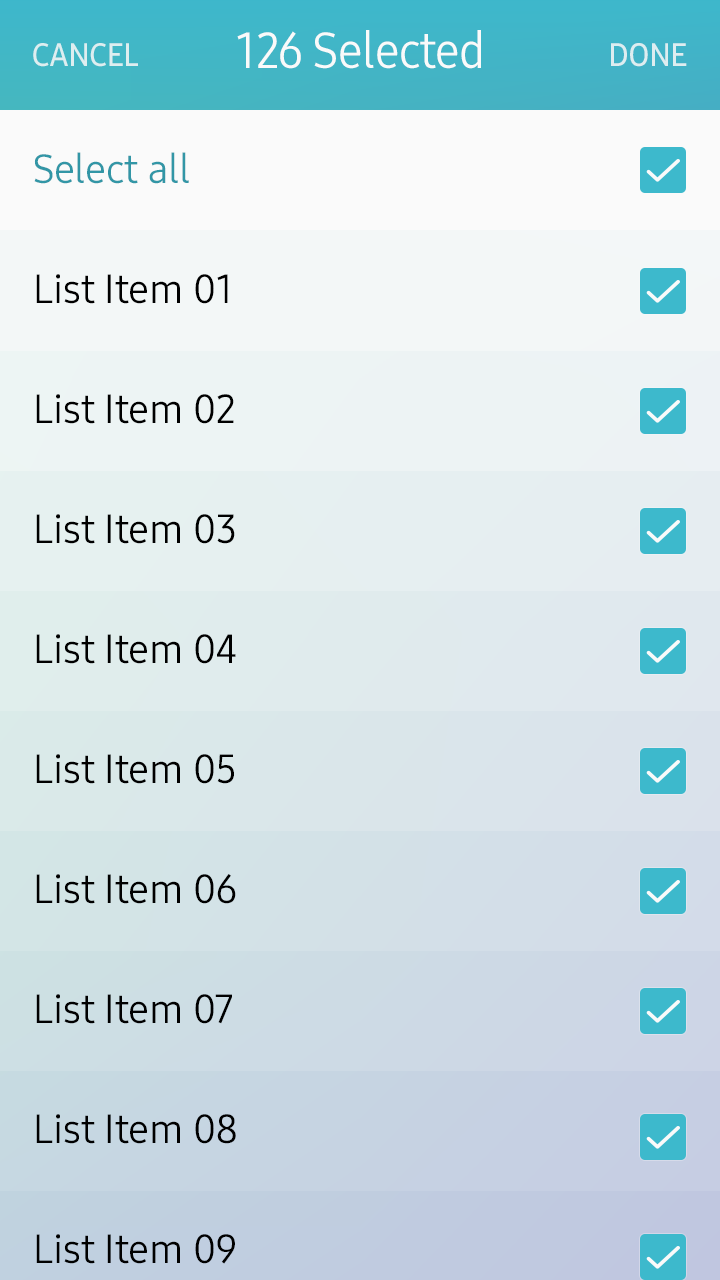 CANCEL 126 Selected DONE
Select all
List Item 01
List Item 02
List Item 03
List Item 04
List Item 05
List Item 06
List Item 07
List Item 08
List Item 09